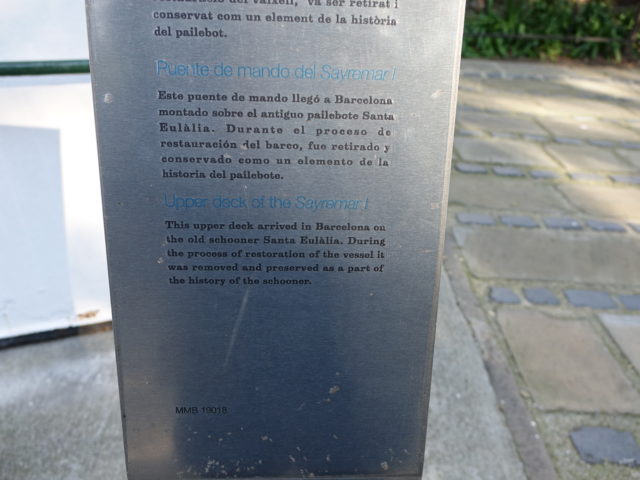 restauració del vaixell, va ser retirat i
conservat com un element de la història
del pailebot.
Puente de mando del Sayremar I
Este puente de mando llegó a Barcelona
montado sobre el antiguo pailebote Santa
Eulàlia. Durante el proceso de
restauración del barco, fue retirado y
conservado como un elemento de la
historia del pailebote.
Upper deck of the Sayremar I
This upper deck arrived in Barcelona on
the old schooner Santa Eulàlia. During
the process of restoration of the vessel it
was removed and preserved as a part of
the history of the schooner.
MMB 19018